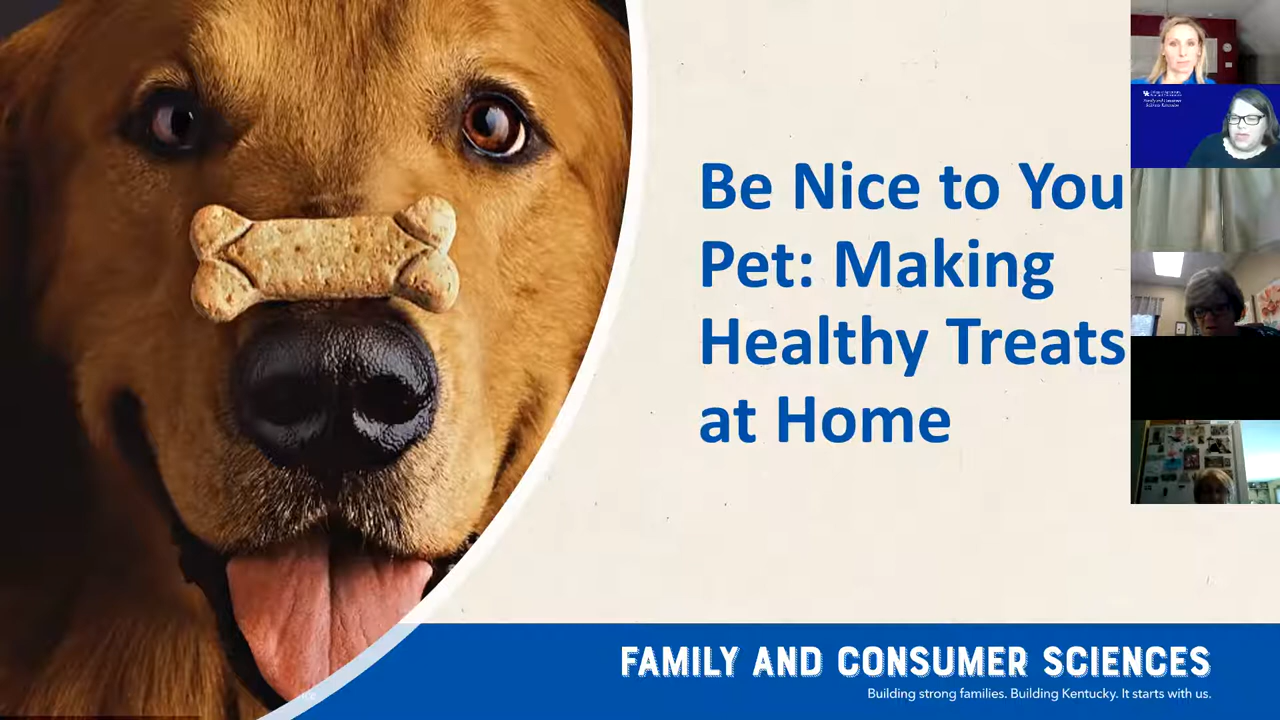 Be Nice to You
Pet: Making
Healthy Treats
at Home
FAMILY AND CONSUMER SCIENCES
Building strong families. Building Kentucky. It starts with us.